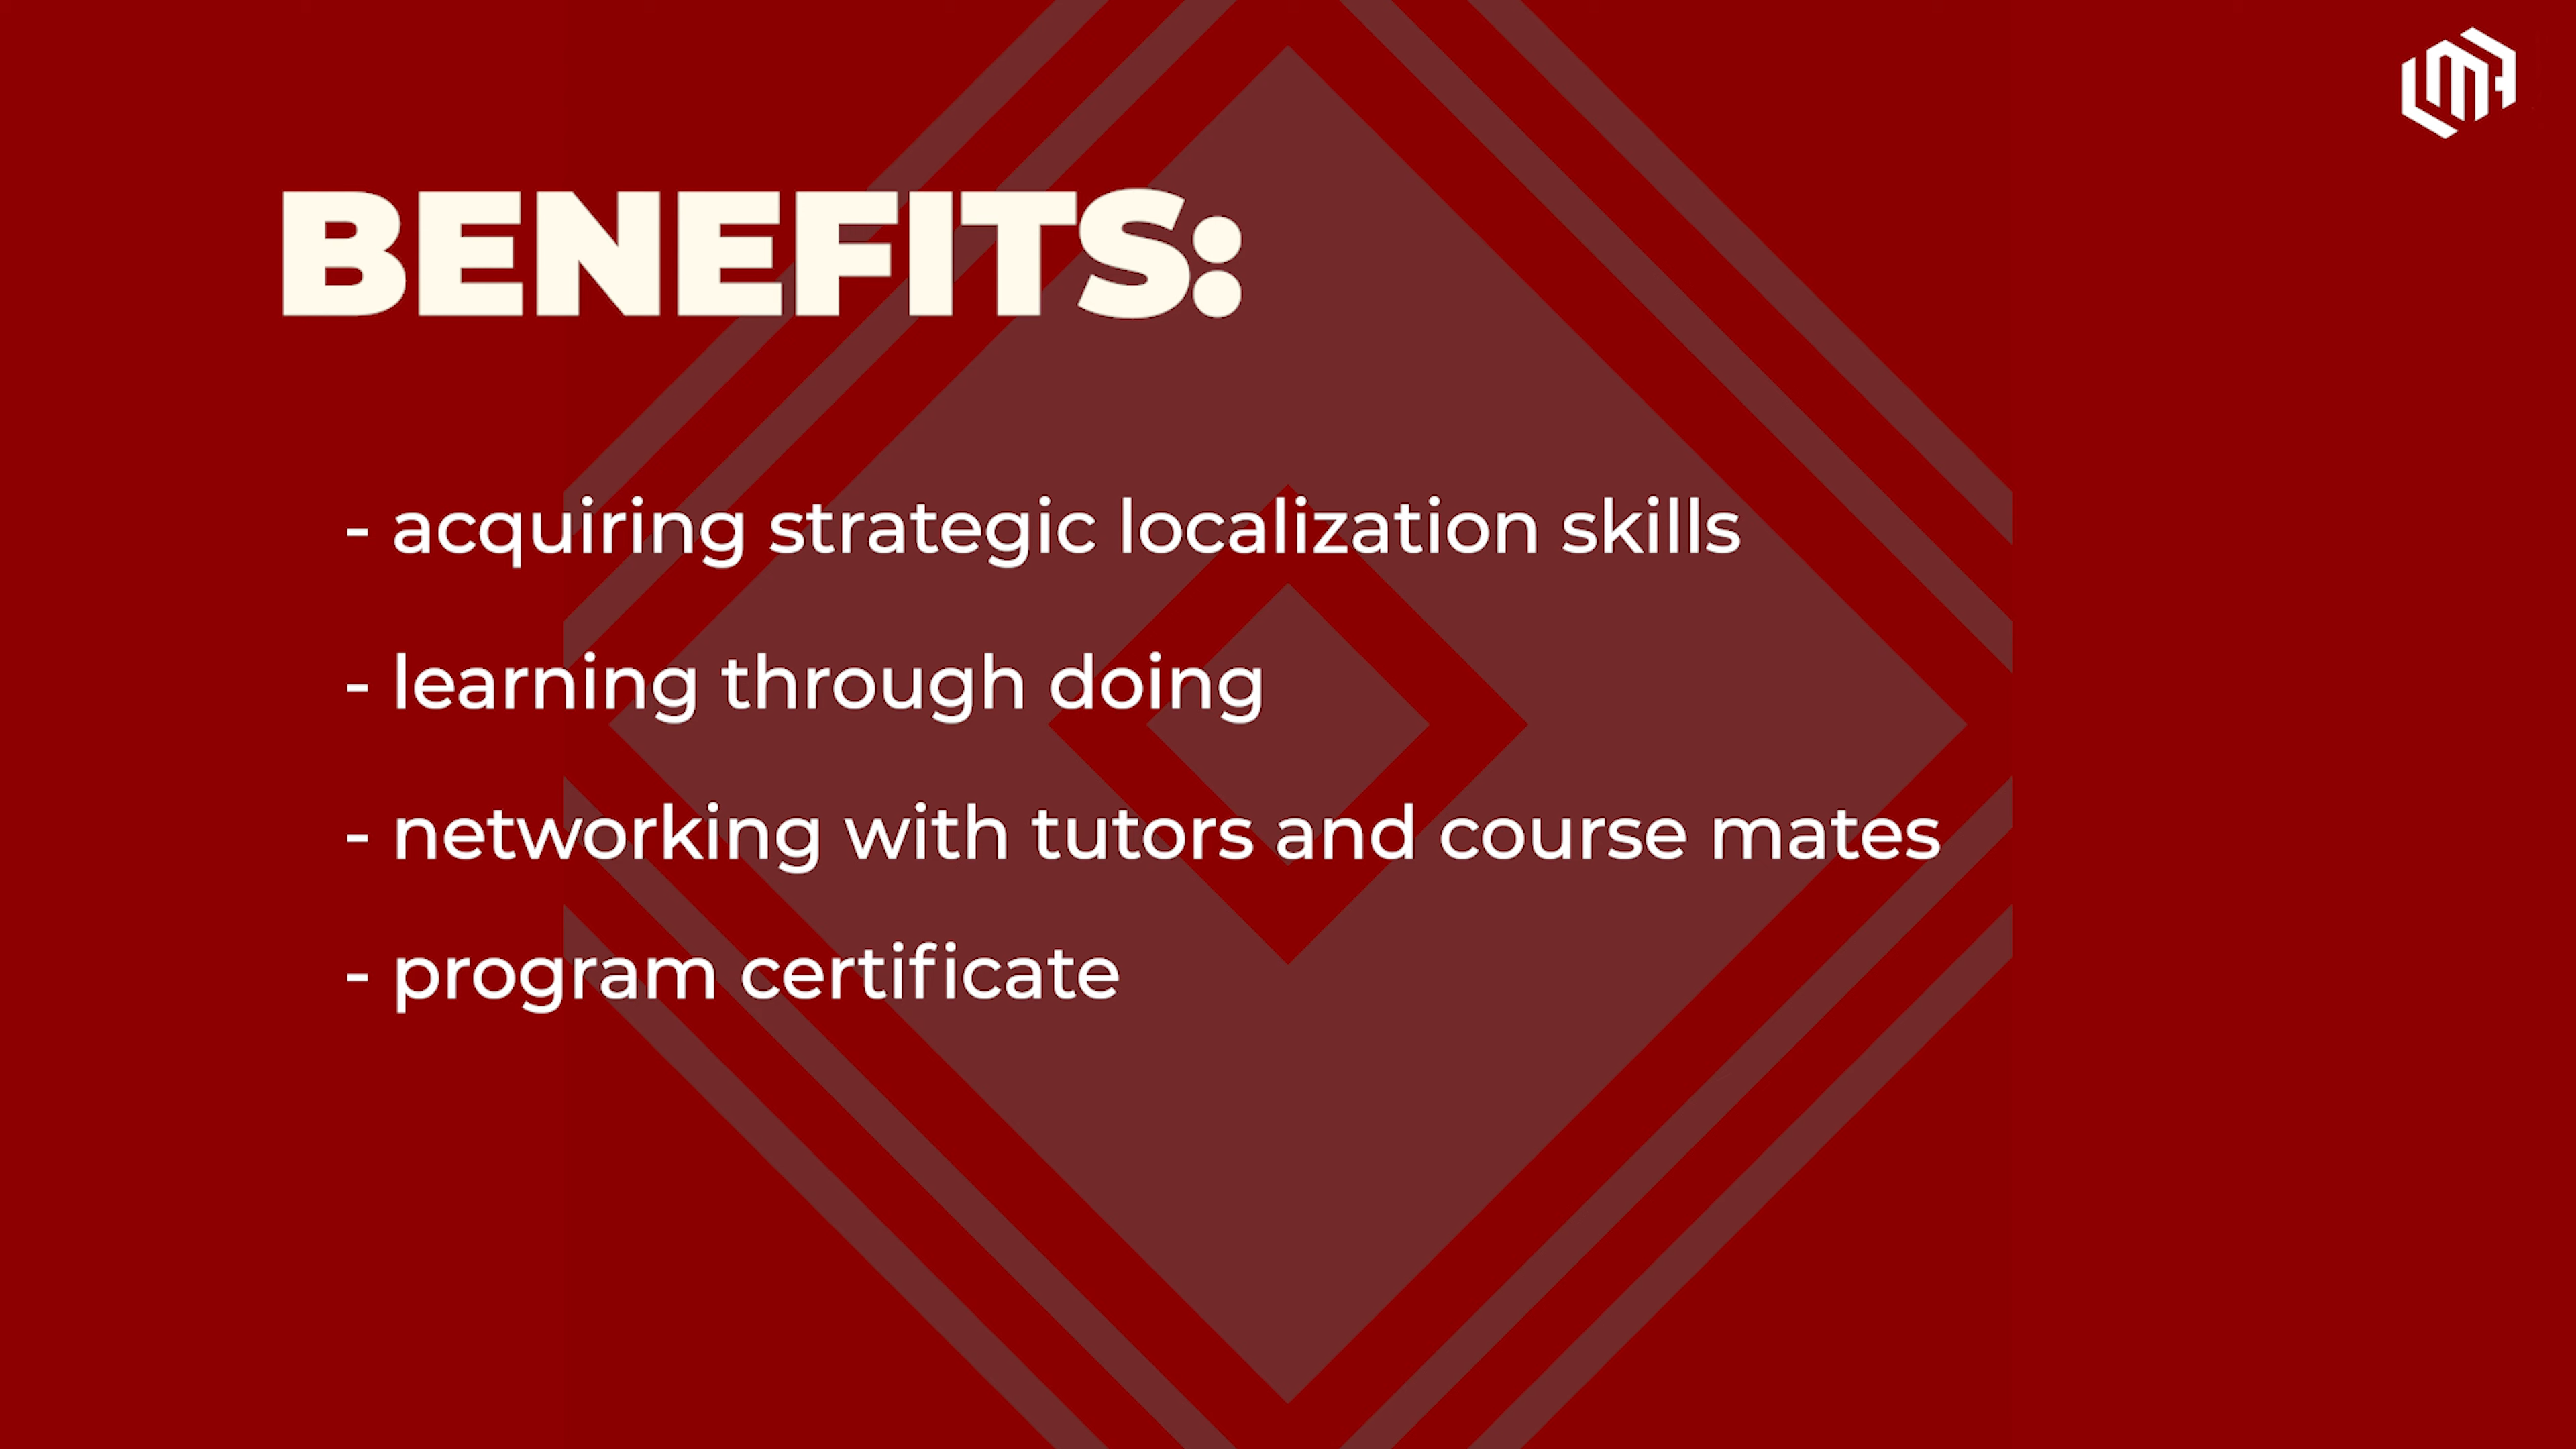 BENEFITS:
- acquiring strategic localization skills
- learning through doing
- networking with tutors and course mates
- program certificate